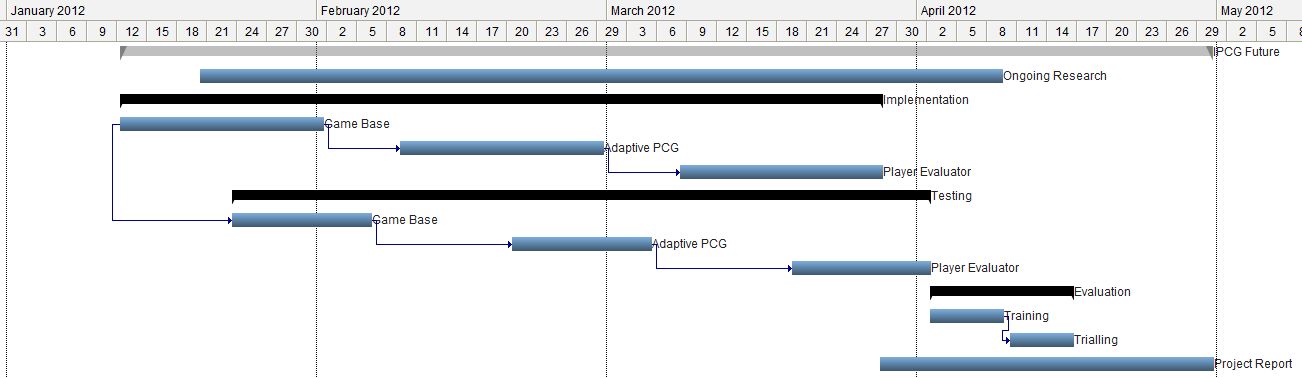 January 2012 February 2012 March 2012 April 2012 May 2012
31 3 6 9 12 15 18 21 24 27 30 2 5 8 11 14 17 20 23 26 29 3 6 9 12 15 18 21 24 27 30 2 5 8 11 14 17 20 23 26 29 2 5 8
IPCG Future
Ongoing Research
Implementation
Game Base
Adaptive PCG
Player Evaluator
Testing
Game Base
Adaptive PCG
Player Evaluator
Evaluation
Training
Trialling
Project Report